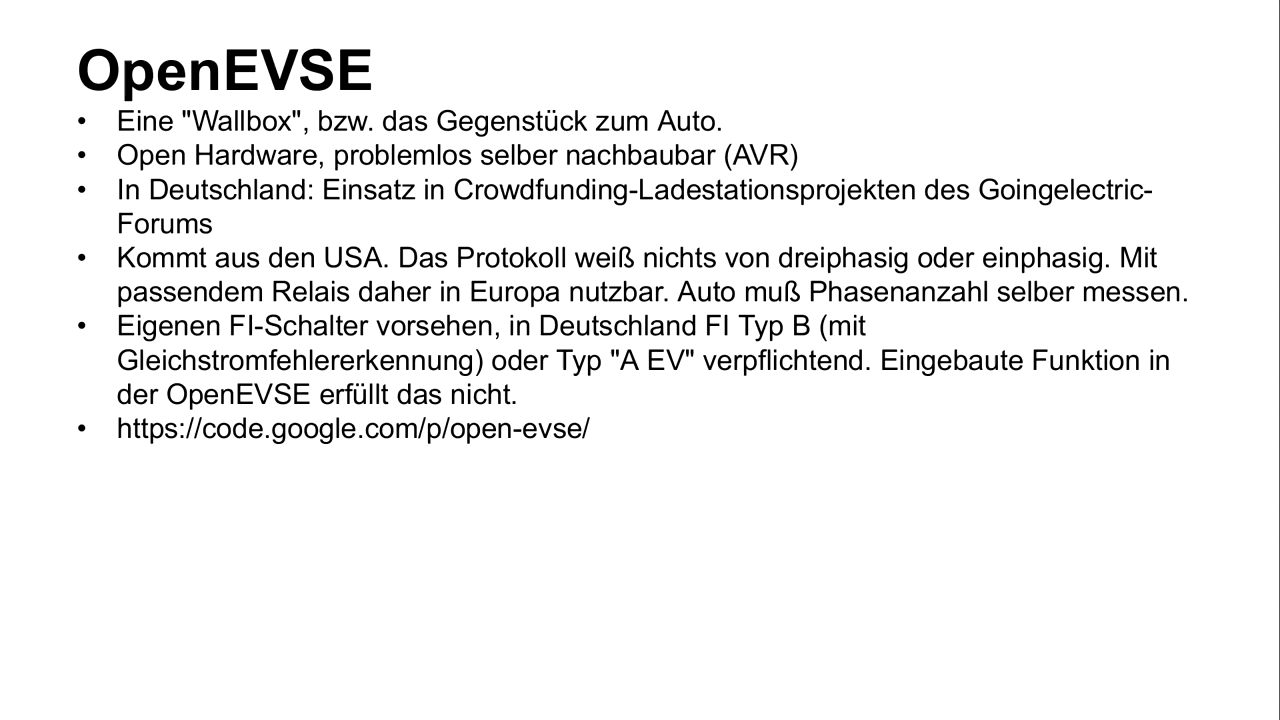 OpenEVSE
• Eine "Wallbox", bzw. das Gegenstück zum Auto.
• Open Hardware, problemlos selber nachbaubar (AVR)
• In Deutschland: Einsatz in Crowdfunding-Ladestationsprojekten des Goingelectric-
Forums
• Kommt aus den USA. Das Protokoll weiß nichts von dreiphasig oder einphasig. Mit
passendem Relais daher in Europa nutzbar. Auto muß Phasenanzahl selber messen.
• Eigenen FI-Schalter vorsehen, in Deutschland FI Typ B (mit
Gleichstromfehlererkennung) oder Typ "A EV" verpflichtend. Eingebaute Funktion in
der OpenEVSE erfüllt das nicht.
• https://code.google.com/p/open-evse/